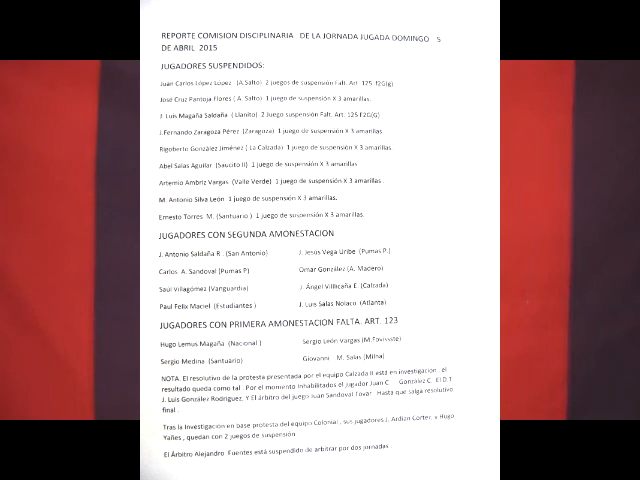 REPORTE COMISION DISCIPLINARIA DE LA JORNADA JUGADA DOMINGO 5
DE ABRIL 2015
JUGADORES SUSPENDIDOS:
Juan Carlos López López (A.Salto) 2 juegos de suspensión Falt. Art. 125 f2G(g)
José Cruz Pantoja Flores ( A. Salto) 1 juego de suspensión X 3 amarillas.
J. Luis Magaña Saldaña ( Llanito) 2 Juego suspensión Falt. Art. 125 f2G(G)
J.Fernando Zaragoza Pérez (Zaragoza) 1 juego de suspensión X 3 amarillas
Rigoberto González Jiménez ( La Calzada) 1 juego de suspensión X 3 amarillas
Abel Salas Aguilar (Saucito II) 1 juego de suspensión X 3 amarillas
Artemio Ambriz Vargas (Valle Verde) 1 juego de suspensión X 3 amarillas .
M. Antonio Silva León 1 juego de suspensión X 3 amarillas.
Ernesto Torres M. (Santuario ) 1 juego de suspensión X 3 amarillas.
JUGADORES CON SEGUNDA AMONESTACION
J. Antonio Saldaña R . (San Antonio) J. Jesús Vega Uribe (Pumas P.)
Carlos A. Sandoval (Pumas P) Omar González (A. Madero)
Saúl Villagómez (Vanguardia) J. Ángel Villicaña E. (Calzada)
Paul Felix Maciel (Estudiantes ) J. Luis Salas Nolaco (Atlanta)
JUGADORES CON PRIMERA AMONESTACION FALTA. ART. 123
Hugo Lemus Magaña (Nacional ) Sergio León Vargas (M.Fovissste)
Sergio Medina (Santuario) Giovanni M. Salas (Milna)
NOTA. El resolutivo de la protesta presentada por el equipo Calzada II está en investigación , el
resultado queda como tal . Por el momento Inhabilitados el jugador Juan C. González C. El D.T.
J. Luis González Rodríguez. Y El árbitro del juego Juan Sandoval Tovar . Hasta que salga resolutivo
final .
Tras la Investigación en base protesta del equipo Colonial , sus jugadores J. Ardian Cortez, y Hugo
Yañes , quedan con 2 juegos de suspensión
El Árbitro Alejandro Fuentes está suspendido de arbitrar por dos jornadas